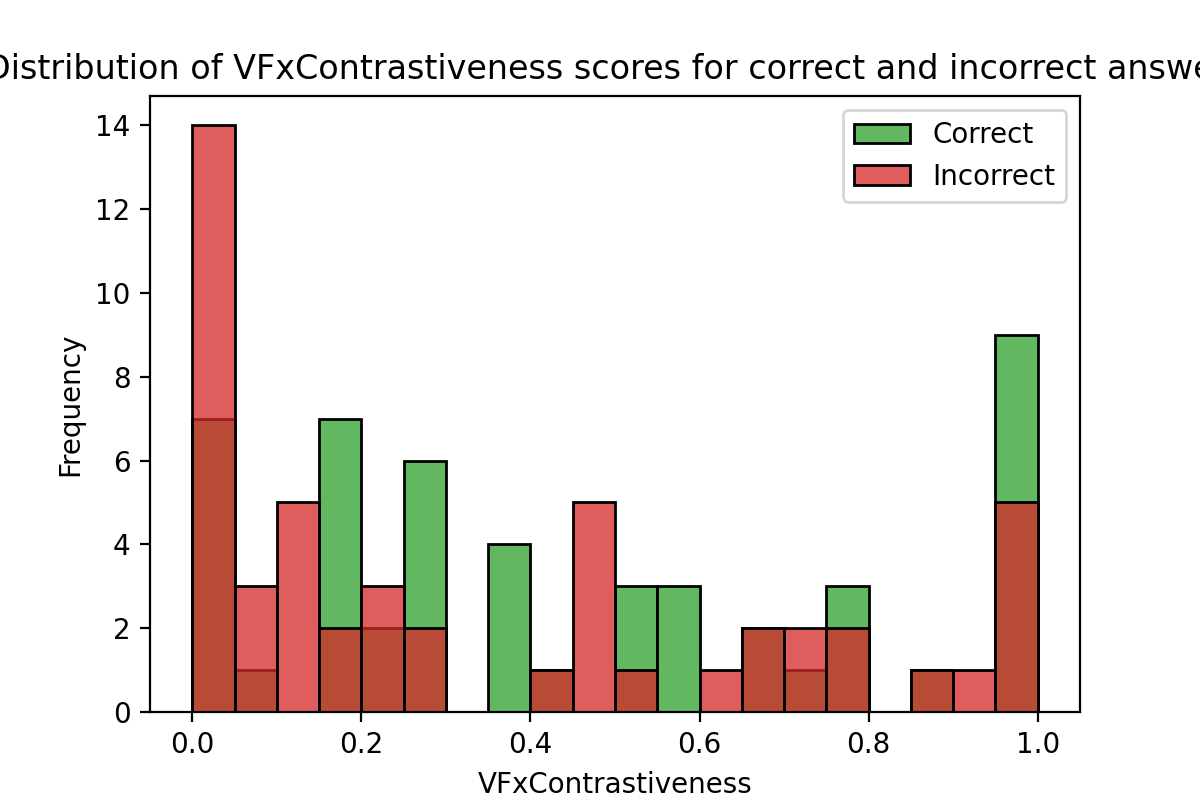 Distribution of VFxContrastiveness scores for correct and incorrect
Correct
Incorrect
14
12
10
8
6
4
2
0
Frequency
0.0 0.2 0.4 0.6 0.8 1.0
VFxContrastiveness